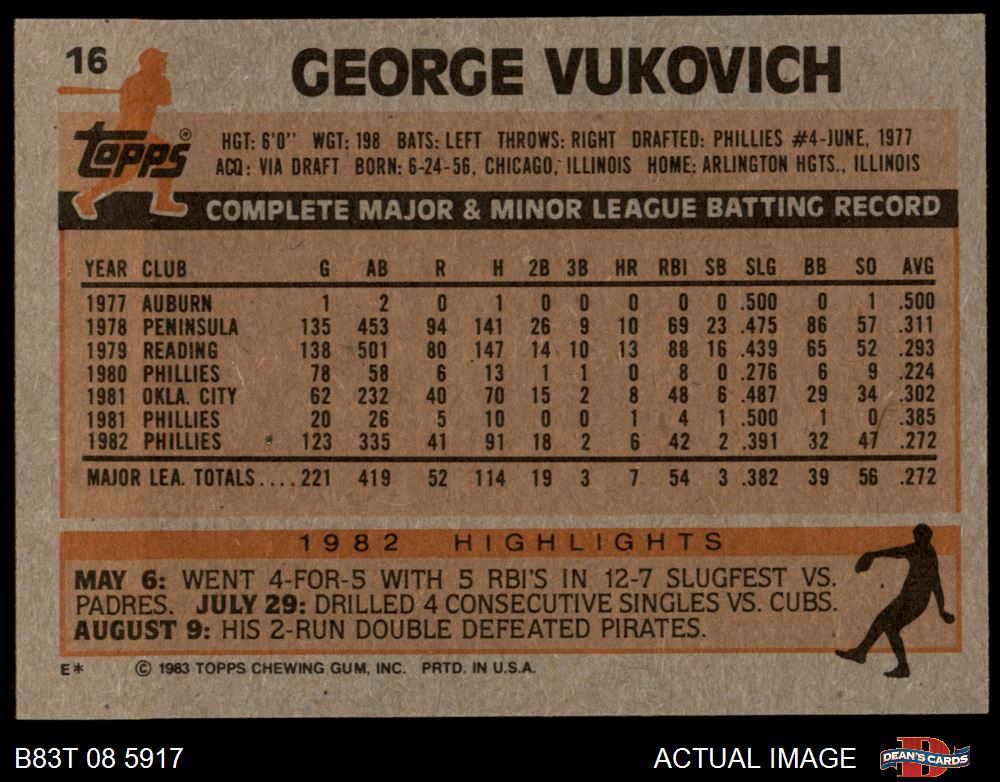 16
GEORGE VUKOVICH
Topps®
HGT: 6'0" WGT: 198 BATS: LEFT THROWS: RIGHT DRAFTED: PHILLIES #4-JUNE, 1977
ACQ: VIA DRAFT BORN: 6-24-56, CHICAGO, ILLINOIS HOME: ARLINGTON HGTS., ILLINOIS
COMPLETE MAJOR & MINOR LEAGUE BATTING RECORD
YEAR CLUB G AB R H 2B 3B HR RBI SB SLG BB SO AVG
1977 AUBURN 1 2 0 1 0 0 0 0 0 .500 0 1 .500
1978 PENINSULA 135 453 94 141 26 9 10 69 23 .475 86 57 .311
1979 READING 138 501 80 147 14 10 13 88 16 .439 65 52 .293
1980 PHILLIES 78 58 6 13 1 1 0 8 0 .276 6 9 .224
1981 OKLA. CITY 62 232 40 70 15 2 8 48 6 .487 29 34 .302
1981 PHILLIES 20 26 5 10 0 0 1 4 1 .500 1 0 .385
1982 PHILLIES 123 335 41 91 18 2 6 42 2 .391 32 47 .272
MAJOR LEA. TOTALS....221 419 52 114 19 3 7 54 3 .382 39 56 .272
1982 HIGHLIGHTS
MAY 6: WENT 4-FOR-5 WITH 5 RBI'S IN 12-7 SLUGFEST VS.
PADRES. JULY 29: DRILLED 4 CONSECUTIVE SINGLES VS. CUBS.
AUGUST 9: HIS 2-RUN DOUBLE DEFEATED PIRATES.
E* © 1983 TOPPS CHEWING GUM, INC. PRTD. IN U.S.A.
B83T 08 5917 ACTUAL IMAGE DEAN'S CARDS